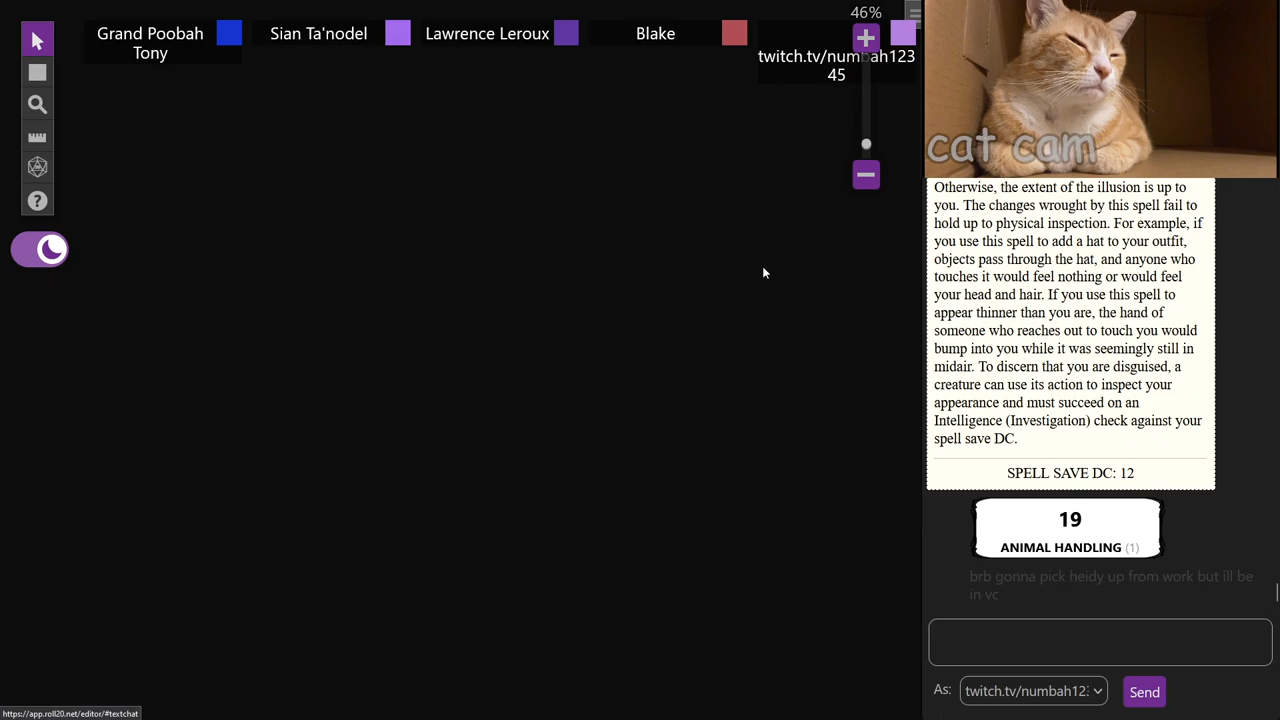 46%
Grand Poobah
Tony
Sian Ta'nodel
Lawrence Leroux
Blake
twitch.tv/numbah123
45
cat cam
Otherwise, the extent of the illusion is up to
you. The changes wrought by this spell fail to
hold up to physical inspection. For example, if
you use this spell to add a hat to your outfit,
objects pass through the hat, and anyone who
touches it would feel nothing or would feel
your head and hair. If you use this spell to
appear thinner than you are, the hand of
someone who reaches out to touch you would
bump into you while it was seemingly still in
midair. To discern that you are disguised, a
creature can use its action to inspect your
appearance and must succeed on an
Intelligence (Investigation) check against your
spell save DC.
SPELL SAVE DC: 12
19
ANIMAL HANDLING (1)
brb gonna pick heidy up from work but ill be
in vc
As:
twitch.tv/numbah12
Send
https://app.roll20.net/editor/#textchat